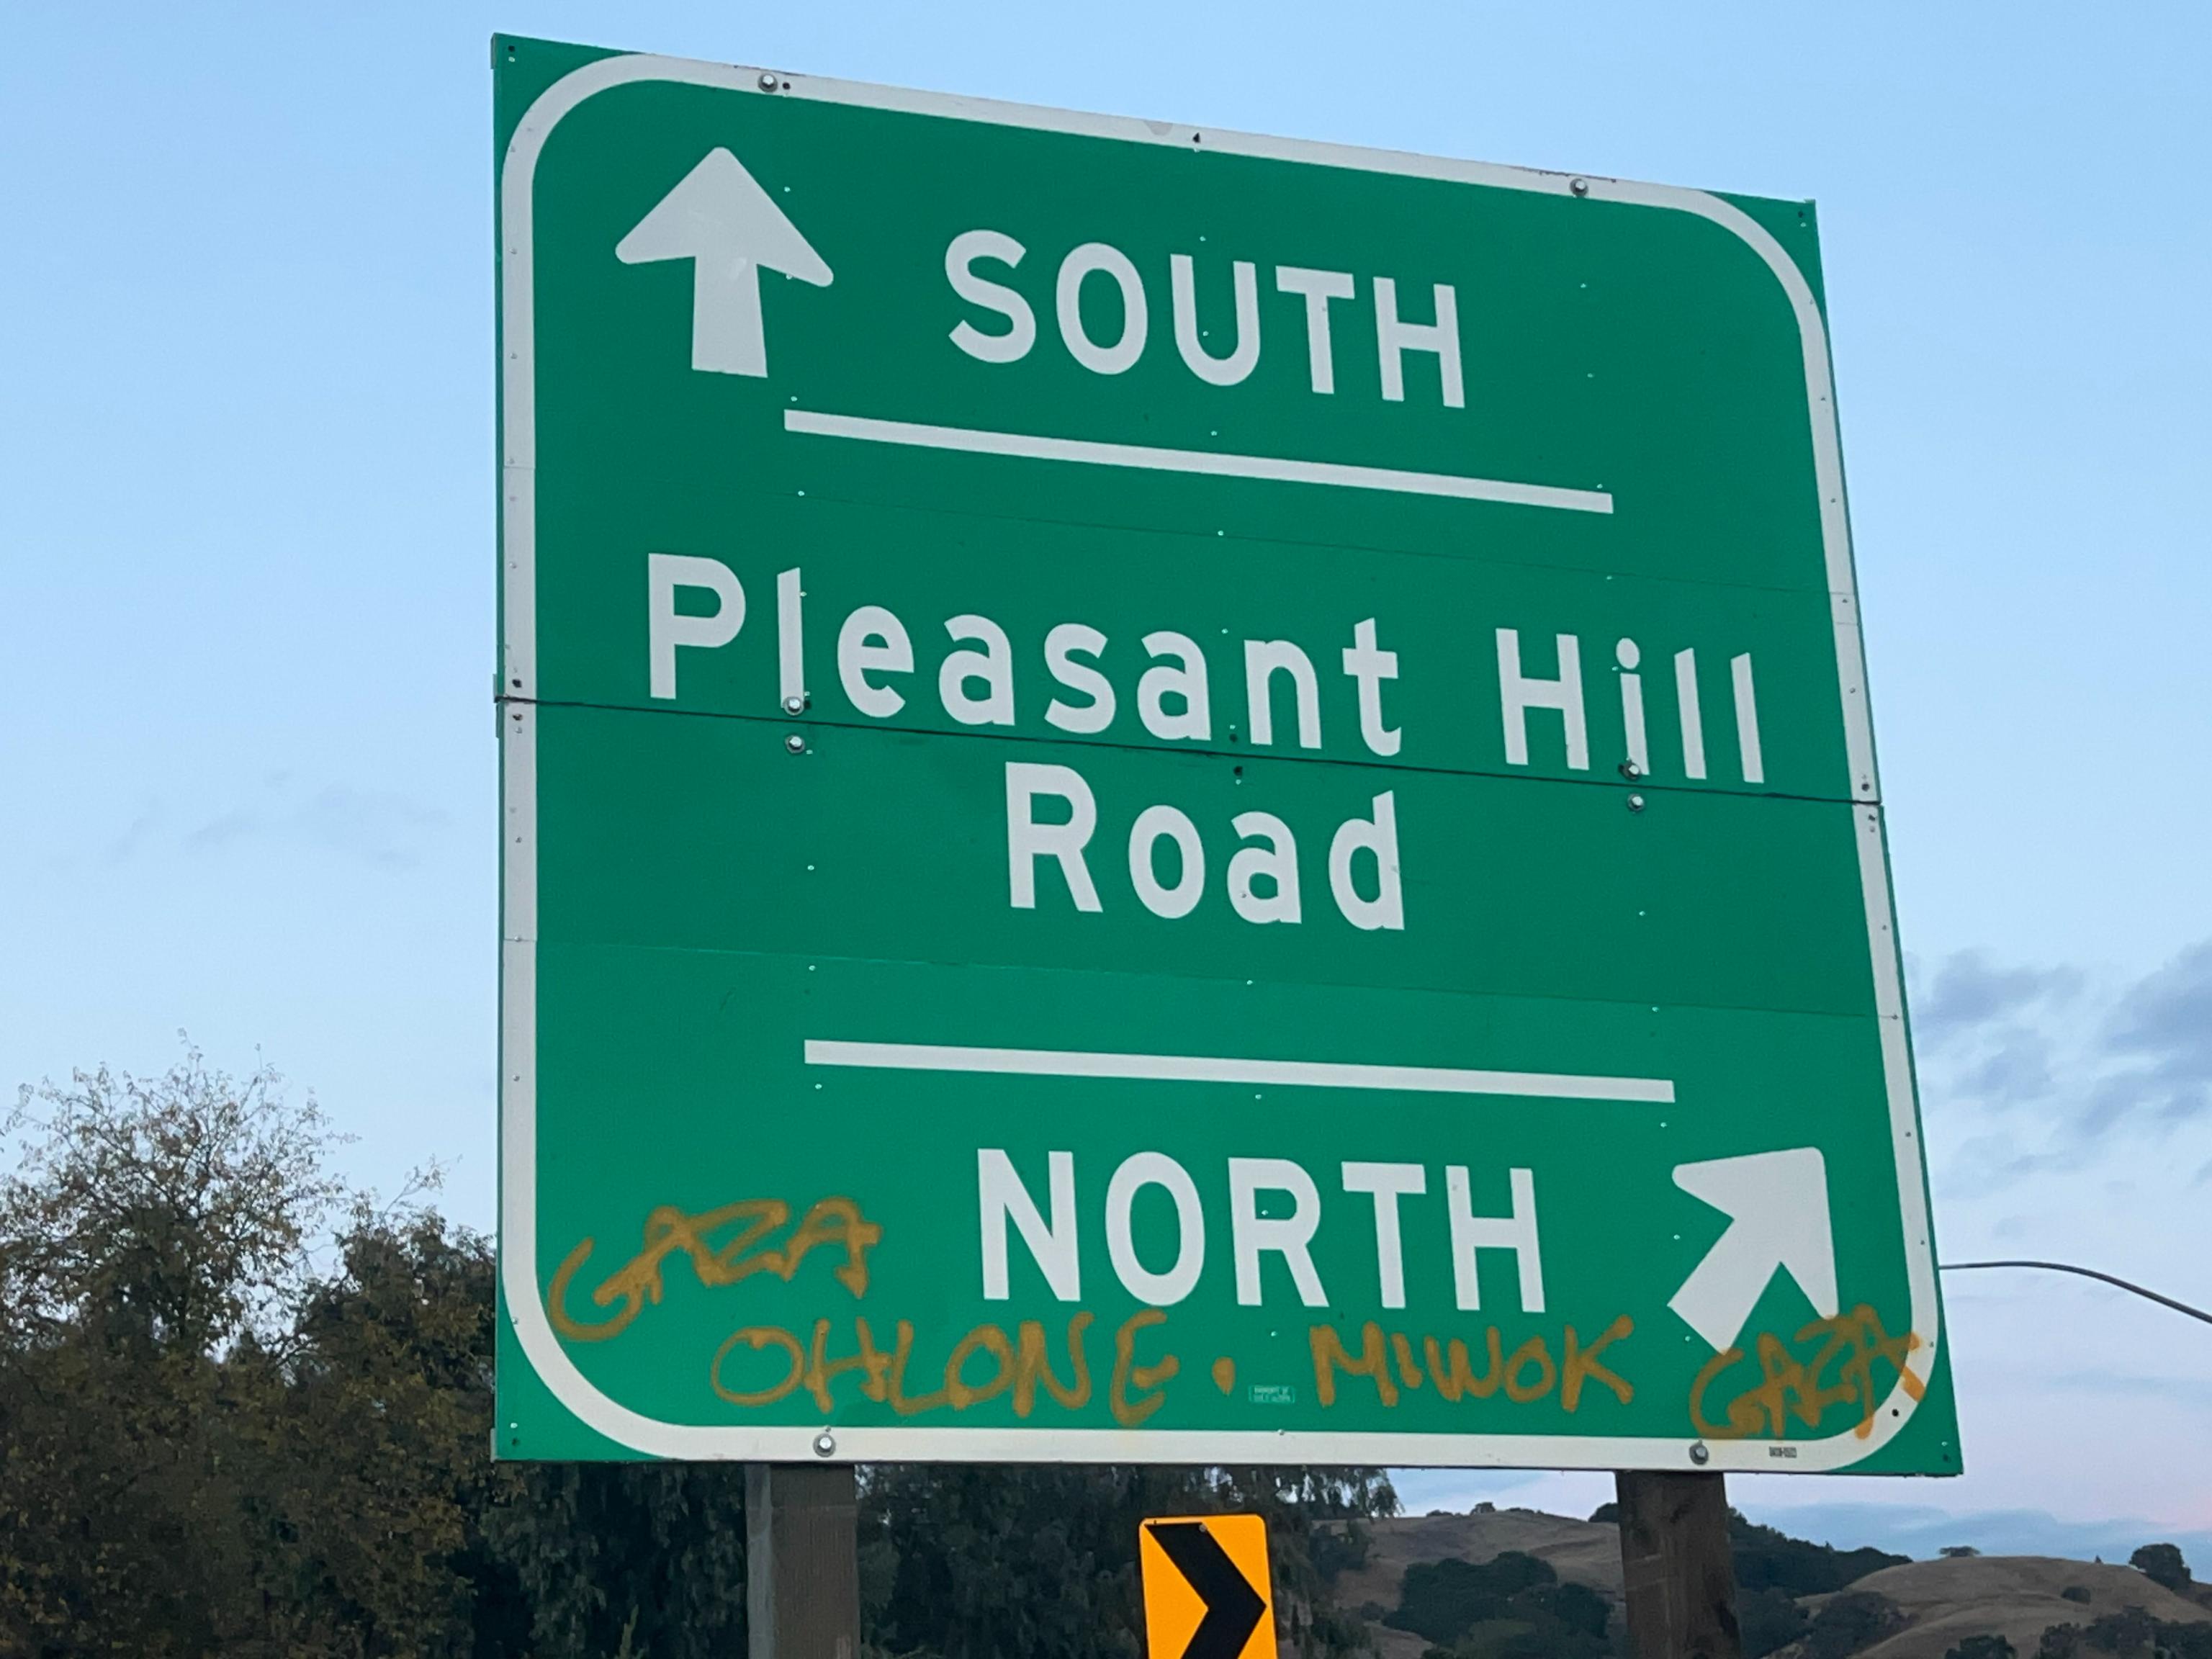 SOUTH
Pleasant Hill
Road
NORTH
GAZA
OHLONE • MIWOK
GAZA